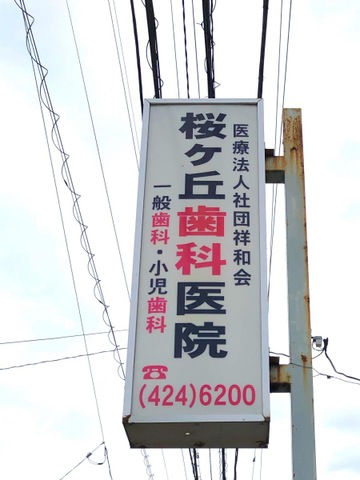 医療法人社団祥和会
桜ヶ丘歯科医院
一般歯科・小児歯科
☎
(424)6200